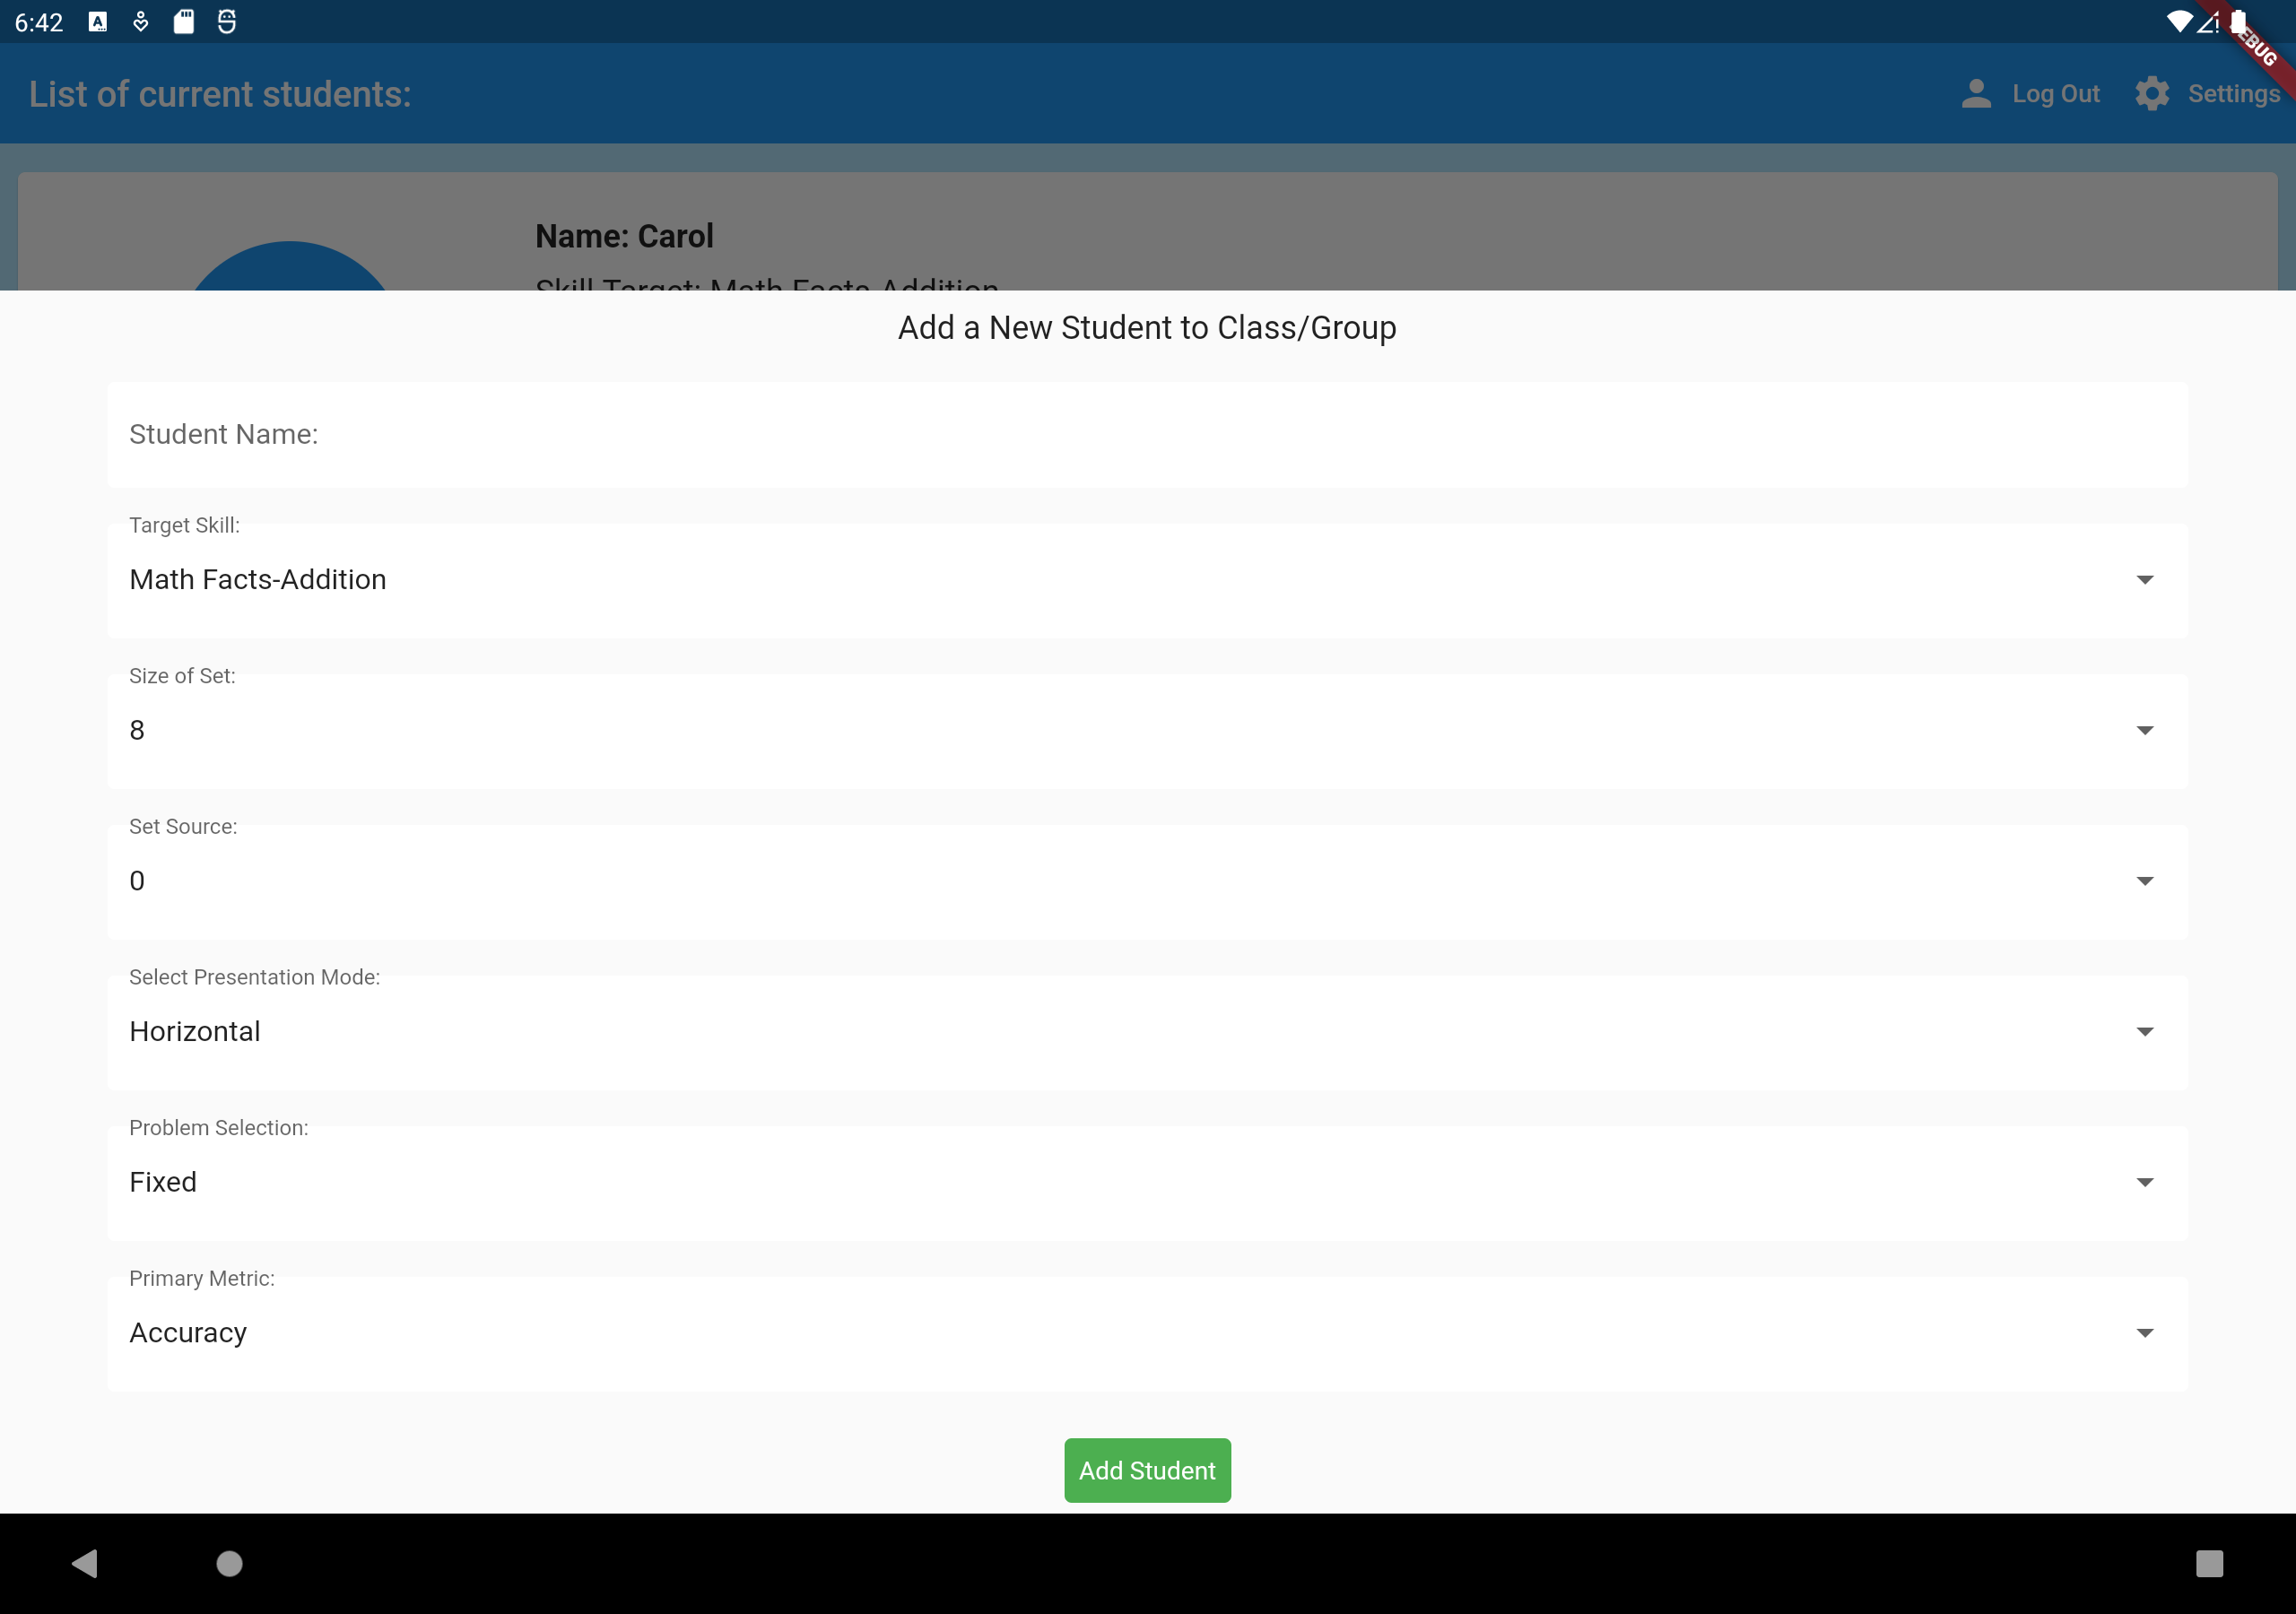 6:42
List of current students:
Log Out
Settings
Name: Carol
Skill Target: Math Facts-Addition
Add a New Student to Class/Group
Student Name:
Target Skill:
Math Facts-Addition
Size of Set:
8
Set Source:
0
Select Presentation Mode:
Horizontal
Problem Selection:
Fixed
Primary Metric:
Accuracy
Add Student